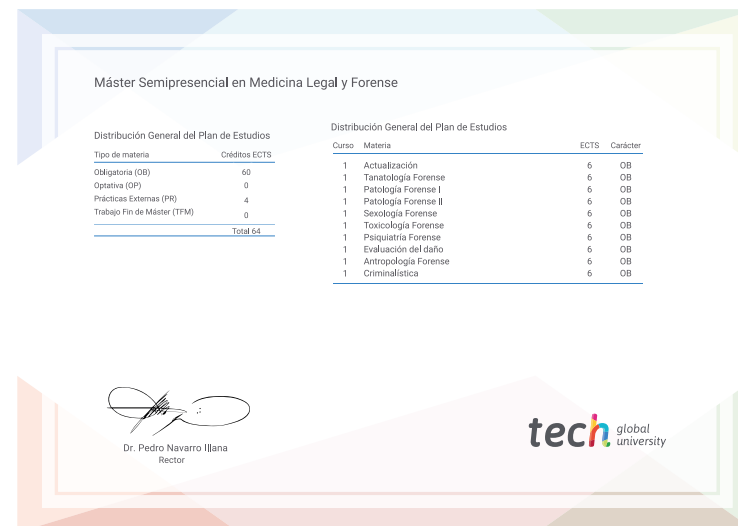 Máster Semipresencial en Medicina Legal y Forense
Distribución General del Plan de Estudios
Tipo de materia Créditos ECTS
Obligatoria (OB) 60
Optativa (OP) 0
Prácticas Externas (PR) 4
Trabajo Fin de Máster (TFM) 0
Total 64
Distribución General del Plan de Estudios
Curso Materia ECTS Carácter
1 Actualización 6 OB
1 Tanatología Forense 6 OB
1 Patología Forense I 6 OB
1 Patología Forense II 6 OB
1 Sexología Forense 6 OB
1 Toxicología Forense 6 OB
1 Psiquiatría Forense 6 OB
1 Evaluación del daño 6 OB
1 Antropología Forense 6 OB
1 Criminalística 6 OB
Dr. Pedro Navarro Illana
Rector
tech global
university